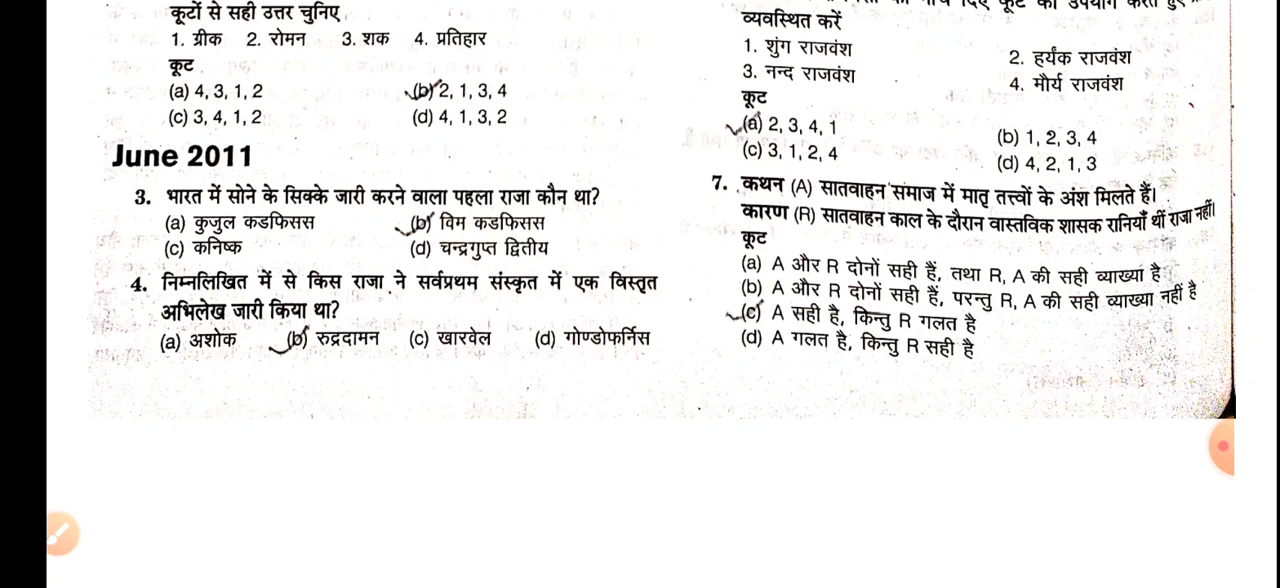 कूटों से सही उत्तर चुनिए
1. ग्रीक 2. रोमन 3. शक 4. प्रतिहार
कूट
(a) 4, 3, 1, 2 (b) 2, 1, 3, 4
(c) 3, 4, 1, 2 (d) 4, 1, 3, 2
June 2011
3. भारत में सोने के सिक्के जारी करने वाला पहला राजा कौन था?
(a) कुजुल कडफिसस (b) विम कडफिसस
(c) कनिष्क (d) चन्द्रगुप्त द्वितीय
4. निम्नलिखित में से किस राजा ने सर्वप्रथम संस्कृत में एक विस्तृत
अभिलेख जारी किया था?
(a) अशोक (b) रुद्रदामन (c) खारवेल (d) गोण्डोफर्निस
नीचे दिए कूट का उपयोग करते हुए
व्यवस्थित करें
1. शुंग राजवंश 2. हर्यंक राजवंश
3. नन्द राजवंश 4. मौर्य राजवंश
कूट
(a) 2, 3, 4, 1 (b) 1, 2, 3, 4
(c) 3, 1, 2, 4 (d) 4, 2, 1, 3
7. कथन (A) सातवाहन समाज में मातृ तत्त्वों के अंश मिलते हैं।
कारण (R) सातवाहन काल के दौरान वास्तविक शासक रानियाँ थीं राजा नहीं।
कूट
(a) A और R दोनों सही हैं, तथा R, A की सही व्याख्या है
(b) A और R दोनों सही हैं, परन्तु R, A की सही व्याख्या नहीं है
(c) A सही है, किन्तु R गलत है
(d) A गलत है, किन्तु R सही है